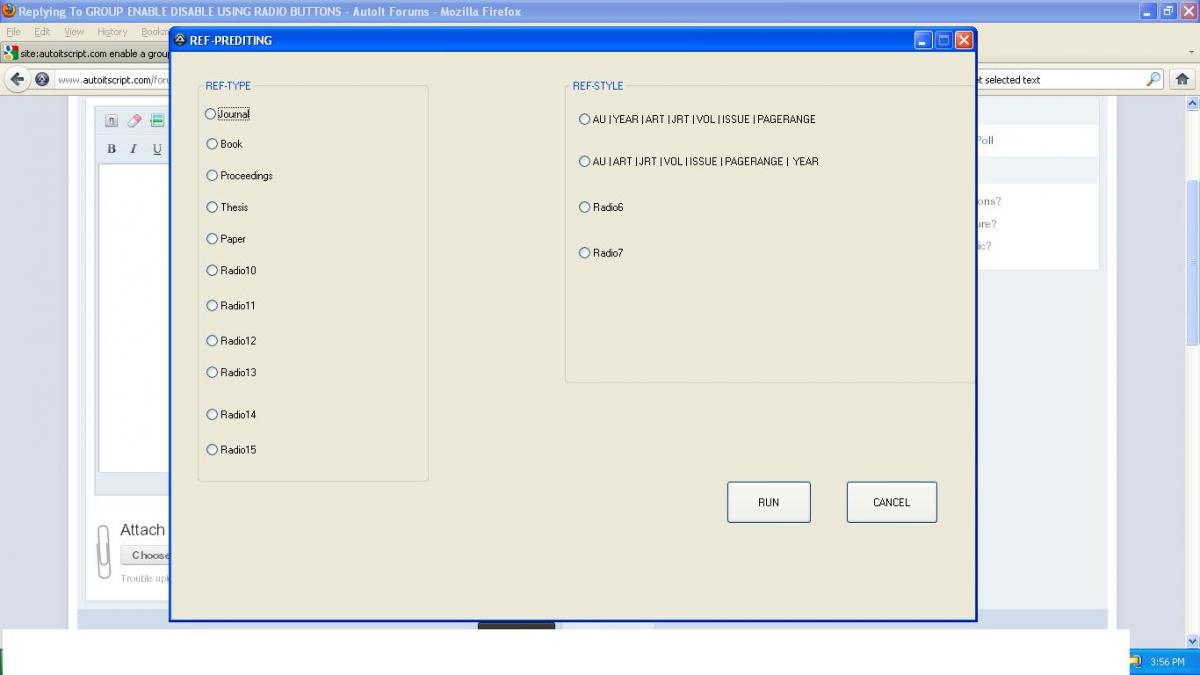 Replying To GROUP ENABLE DISABLE USING RADIO BUTTONS - AutoIt Forums - Mozilla Firefox
File Edit View History Bookm
REF-PREDITING
site:autoitscript.com enable a grou
www.autoitscript.com/foru
t selected text
REF-TYPE
Journal
Book
Proceedings
Thesis
Paper
Radio10
Radio11
Radio12
Radio13
Radio14
Radio15
REF-STYLE
AU | YEAR | ART | JRT | VOL | ISSUE | PAGERANGE
AU | ART | JRT | VOL | ISSUE | PAGERANGE | YEAR
Radio6
Radio7
RUN CANCEL
B I U
Poll
ons?
ure?
ic?
Attach
Choose
Trouble upl
3:56 PM